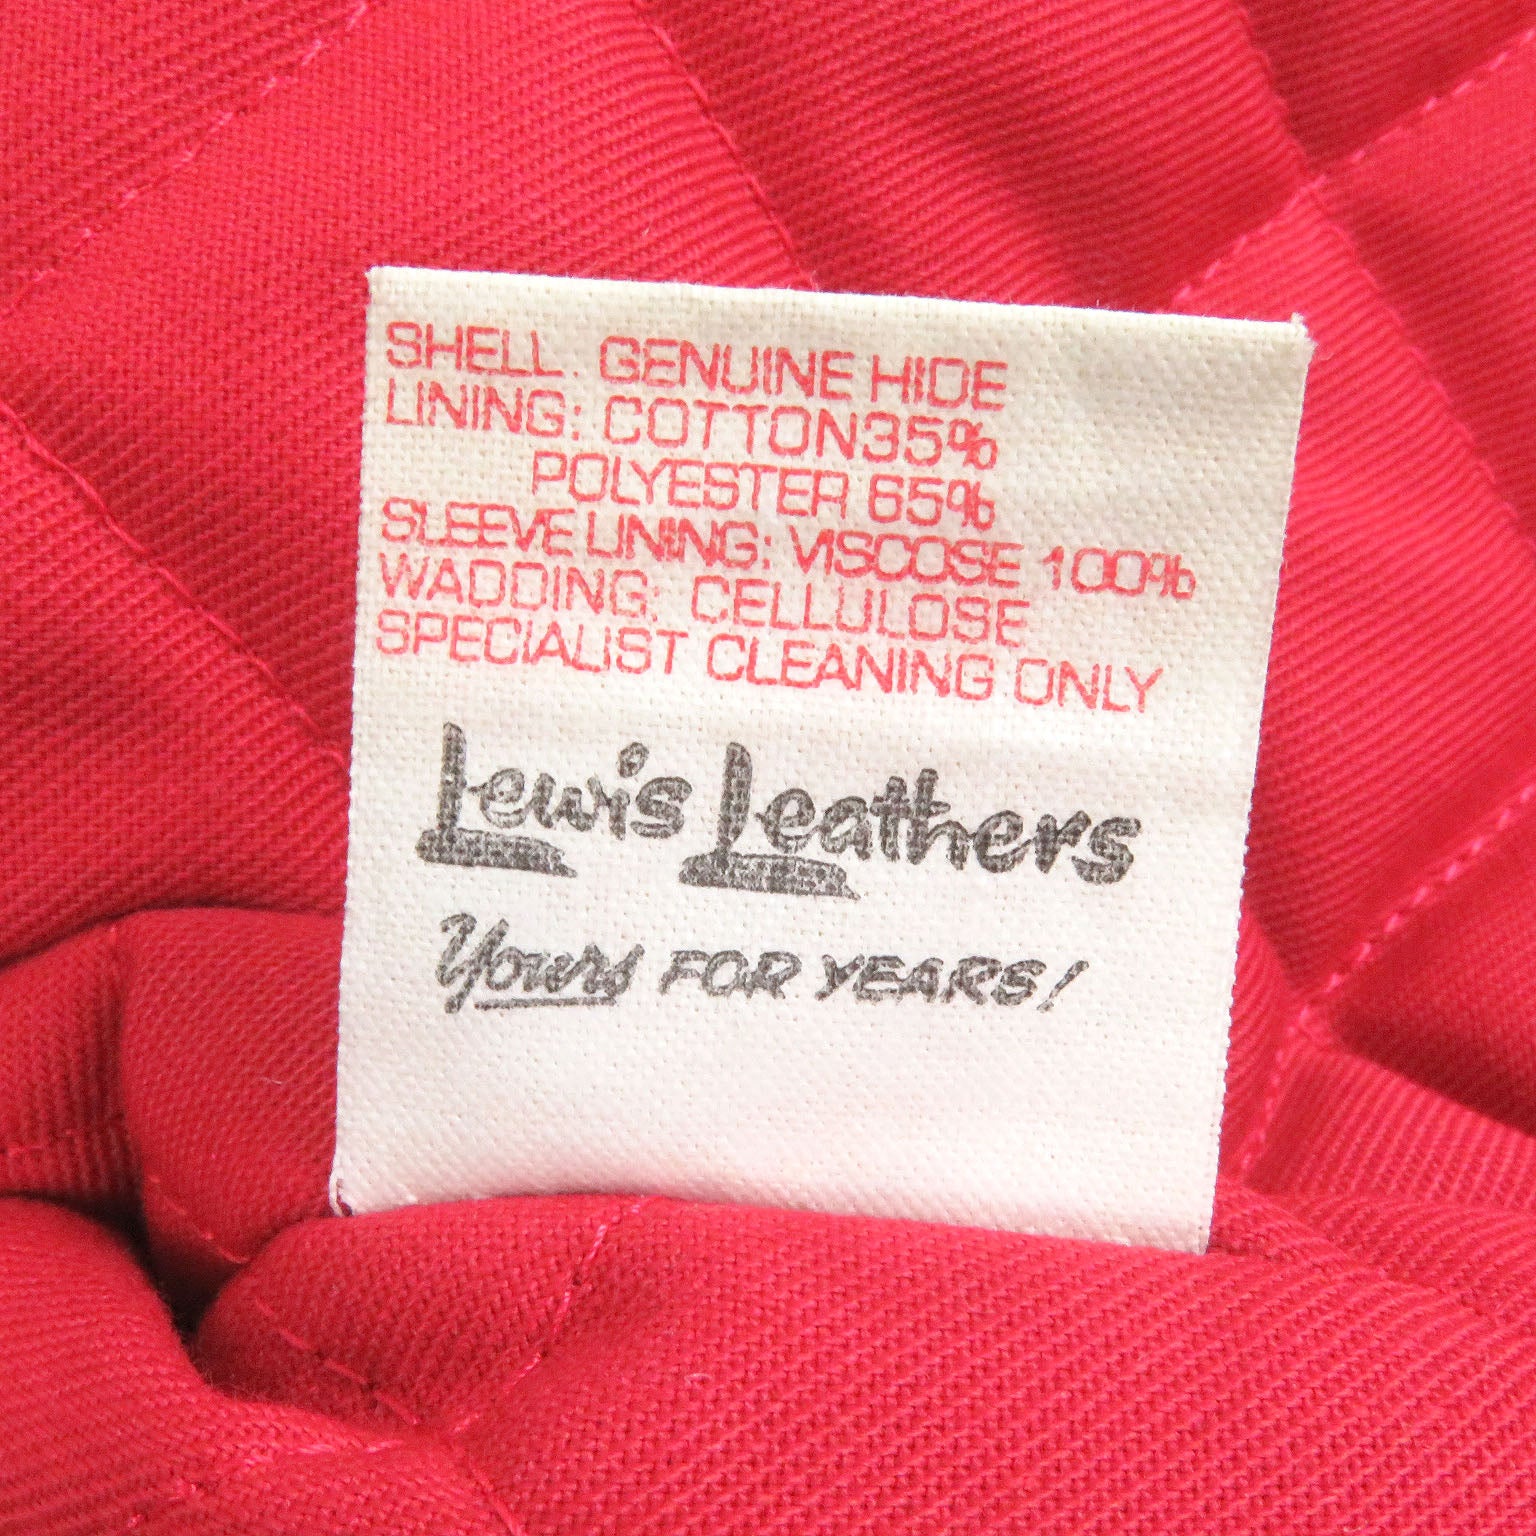 SHELL. GENUINE HIDE
LINING: COTTON35%
POLYESTER 65%
SLEEVE LINING: VISCOSE 100%
WADDING: CELLULOSE
SPECIALIST CLEANING ONLY
Lewis Leathers
Yours FOR YEARS!